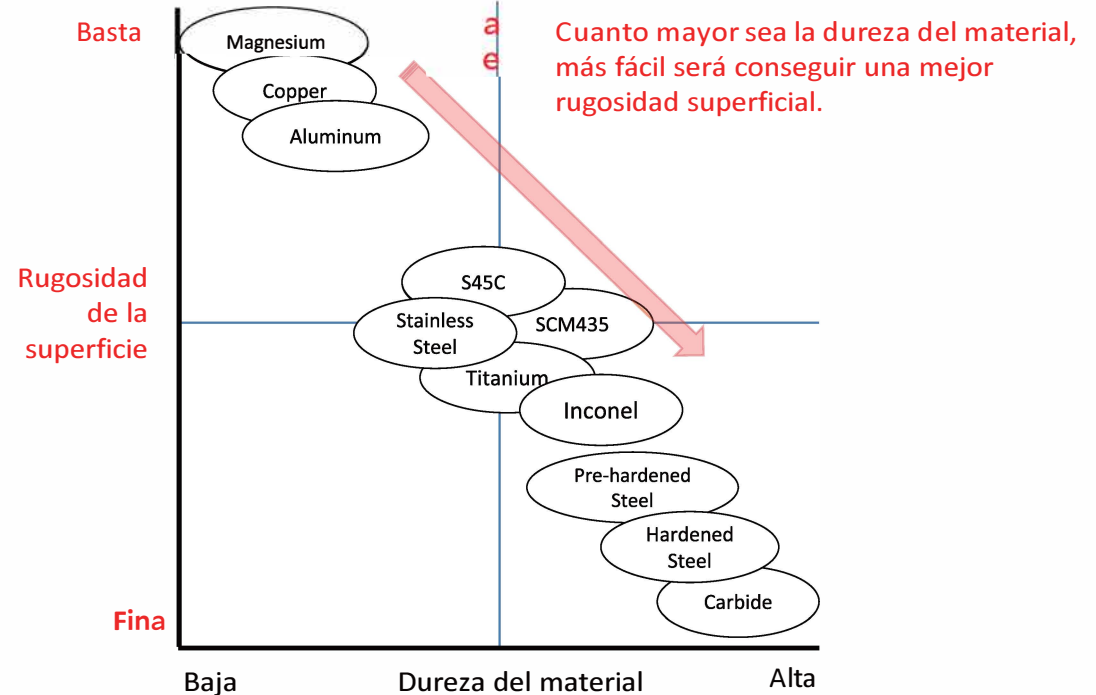 Basta
a
e
Cuanto mayor sea la dureza del material,
más fácil será conseguir una mejor
rugosidad superficial.
Magnesium
Copper
Aluminum
Rugosidad
de la
superficie
S45C
Stainless
Steel
SCM435
Titanium
Inconel
Pre-hardened
Steel
Hardened
Steel
Carbide
Fina
Baja
Dureza del material
Alta